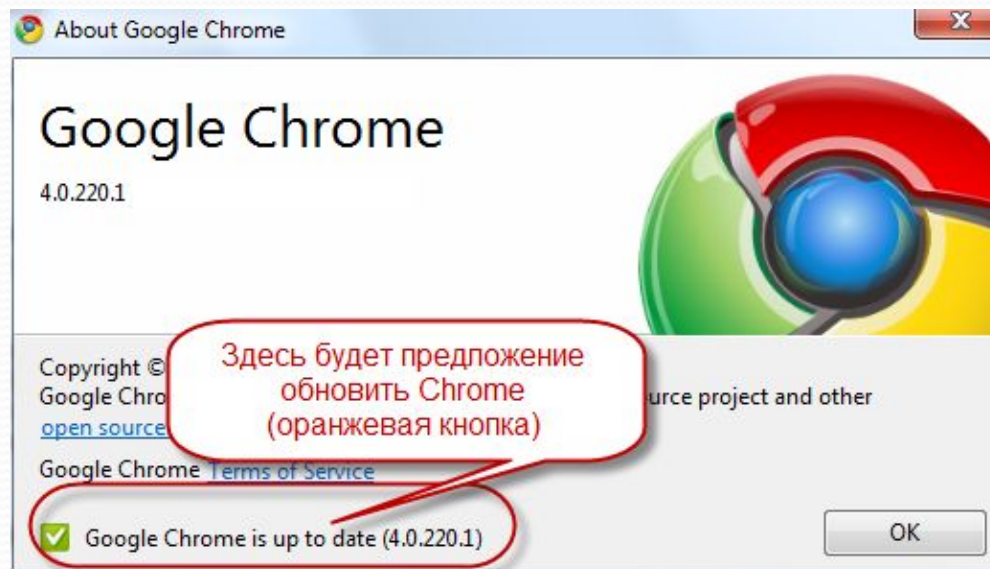 About Google Chrome
Google Chrome
4.0.220.1
Здесь будет предложение
обновить Chrome
(оранжевая кнопка)
Copyright ©
Google Chro urce project and other
open source
Google Chrome Terms of Service
Google Chrome is up to date (4.0.220.1)
OK